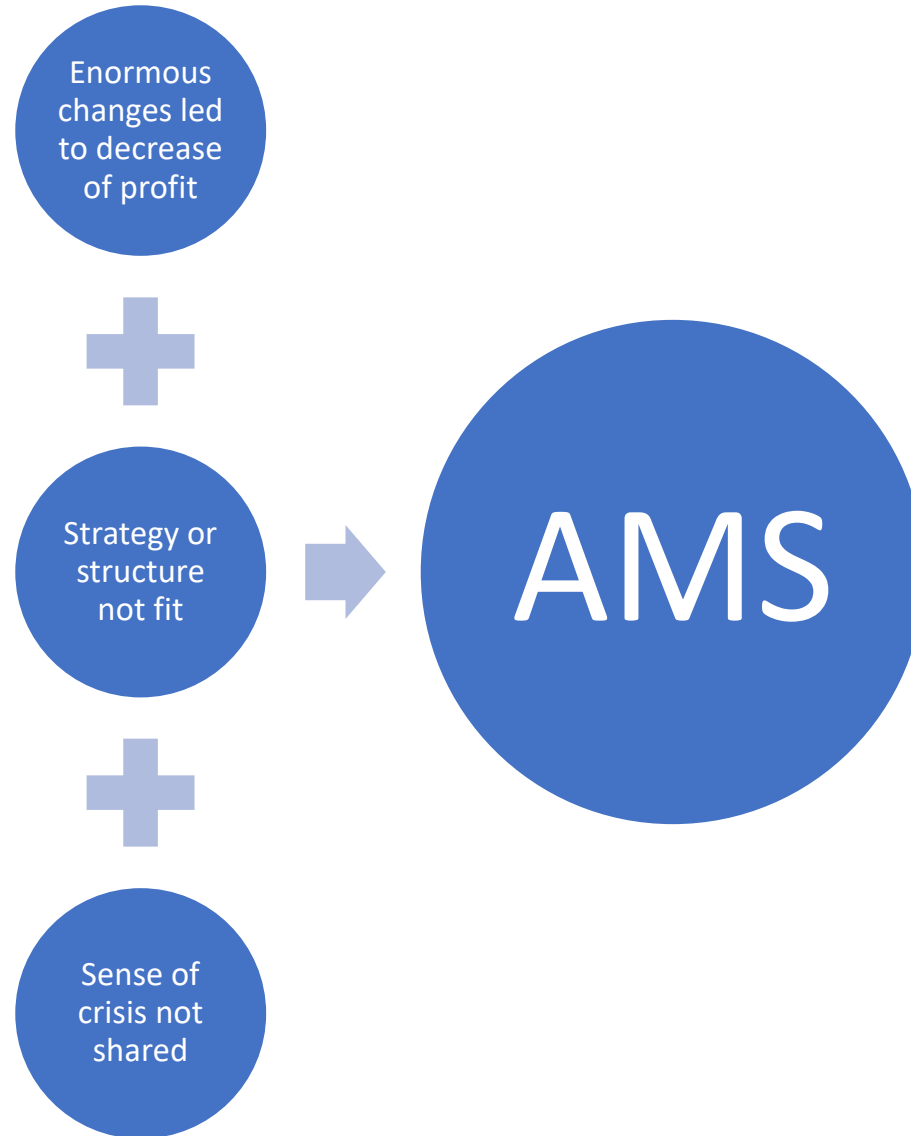 Enormous
changes led
to decrease
of profit
Strategy or
structure
not fit
Sense of
crisis not
shared
AMS